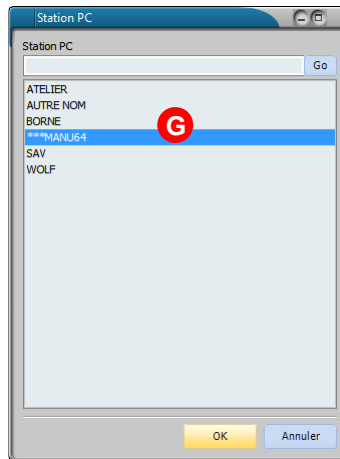 Station PC
Station PC
Go
ATELIER
AUTRE NOM
BORNE
G
***MANU64
SAV
WOLF
OK
Annuler